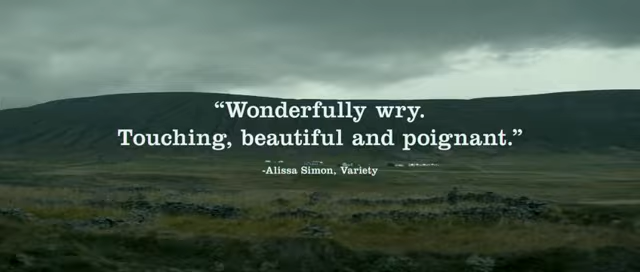 “Wonderfully wry.
Touching, beautiful and poignant.”
-Alissa Simon, Variety